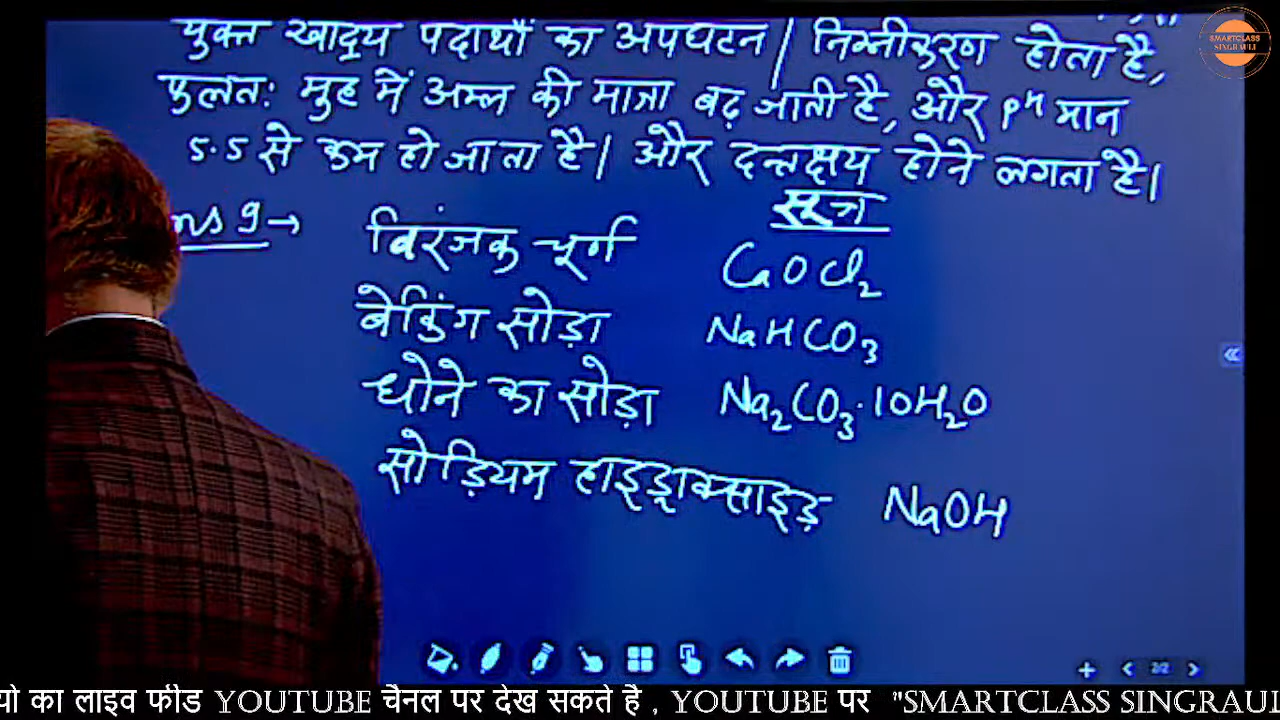 युक्त खाद्य पदार्थों का अपघटन / निम्नीकरण होता है,
फलतः मुह में अम्ल की मात्रा बढ़ जाती है, और pH मान
5.5 से कम हो जाता है। और दन्तक्षय होने लगता है।
सूत्र
ns 9→
विरंजक चूर्ण CaOCl₂
बेकिंग सोड़ा NaHCO₃
धोने का सोड़ा Na₂CO₃·10H₂O
सोड़ियम हाइड्राक्साइड़ NaOH
SMARTCLASS
SINGRAULI
2/2
यो का लाइव फीड YOUTUBE चैनल पर देख सकते है , YOUTUBE पर "SMARTCLASS SINGRAUL